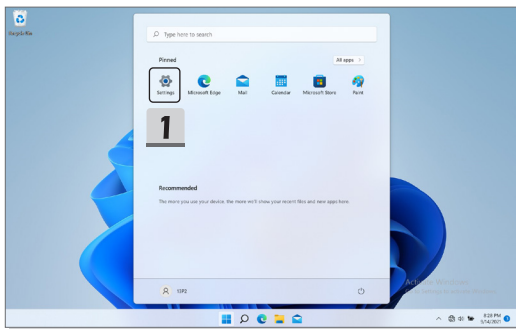 Recycle Bin
Type here to search
Pinned
All apps >
Settings
Microsoft Edge
Mail
Calendar
Microsoft Store
Paint
1
Recommended
The more you use your device, the more we'll show your recent files and new apps here.
Activate Windows
8:28 PM
5/14/2021